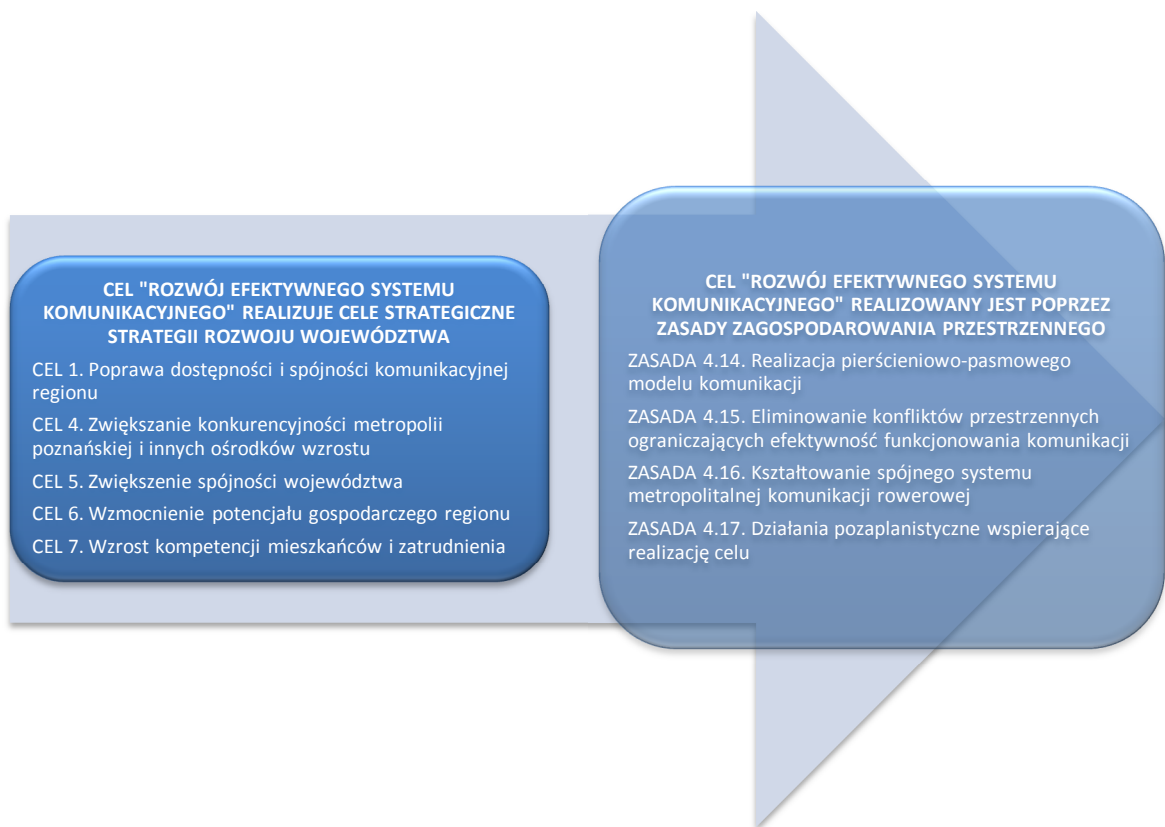 CEL "ROZWÓJ EFEKTYWNEGO SYSTEMU
KOMUNIKACYJNEGO" REALIZUJE CELE STRATEGICZNE
STRATEGII ROZWOJU WOJEWÓDZTWA
CEL 1. Poprawa dostępności i spójności komunikacyjnej
regionu
CEL 4. Zwiększanie konkurencyjności metropolii
poznańskiej i innych ośrodków wzrostu
CEL 5. Zwiększenie spójności województwa
CEL 6. Wzmocnienie potencjału gospodarczego regionu
CEL 7. Wzrost kompetencji mieszkańców i zatrudnienia
CEL "ROZWÓJ EFEKTYWNEGO SYSTEMU
KOMUNIKACYJNEGO" REALIZOWANY JEST POPRZEZ
ZASADY ZAGOSPODAROWANIA PRZESTRZENNEGO
ZASADA 4.14. Realizacja pierścieniowo-pasmowego
modelu komunikacji
ZASADA 4.15. Eliminowanie konfliktów przestrzennych
ograniczających efektywność funkcjonowania komunikacji
ZASADA 4.16. Kształtowanie spójnego systemu
metropolitalnej komunikacji rowerowej
ZASADA 4.17. Działania pozaplanistyczne wspierające
realizację celu